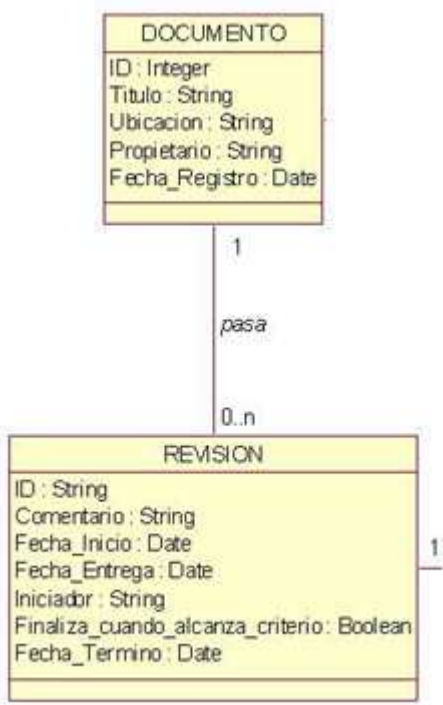 DOCUMENTO
ID : Integer
Titulo : String
Ubicacion : String
Propietario : String
Fecha_Registro : Date
1
pasa
0..n
REVISION
ID : String
Comentario : String
Fecha_Inicio : Date
Fecha_Entrega : Date
Iniciador : String
Finaliza_cuando_alcanza_criterio : Boolean
Fecha_Termino : Date
1